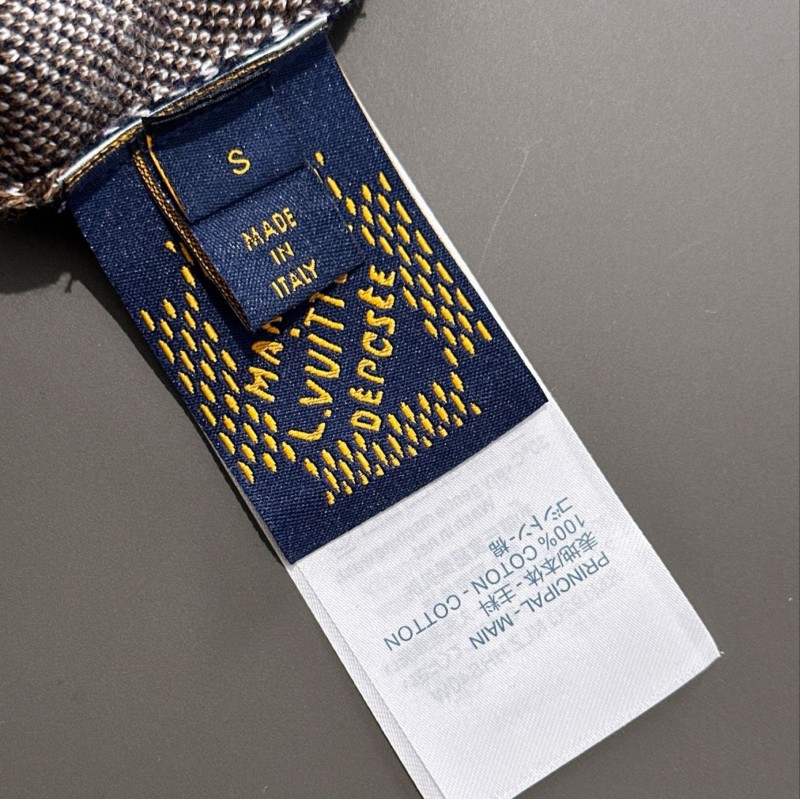 S
MADE
IN
ITALY
L.VUITT
DEPOSÉE
PRINCIPAL - MAIN
表地/本体 - 主料
100% COTON - COTTON
コットン - 棉